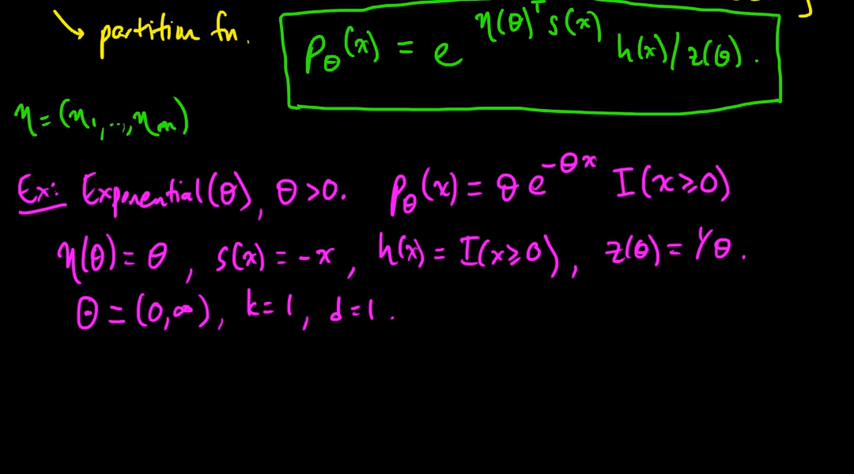 ]
↳ partition fn.
p_θ(x) = e^{η(θ)^T s(x)} h(x)/z(θ).
η = (η_1, ..., η_m)
Ex: Exponential(θ), θ>0. p_θ(x) = θ e^{-θx} I(x≥0)
η(θ) = θ, s(x) = -x, h(x) = I(x≥0), z(θ) = 1/θ.
Θ = (0,∞), k=1, d=1.